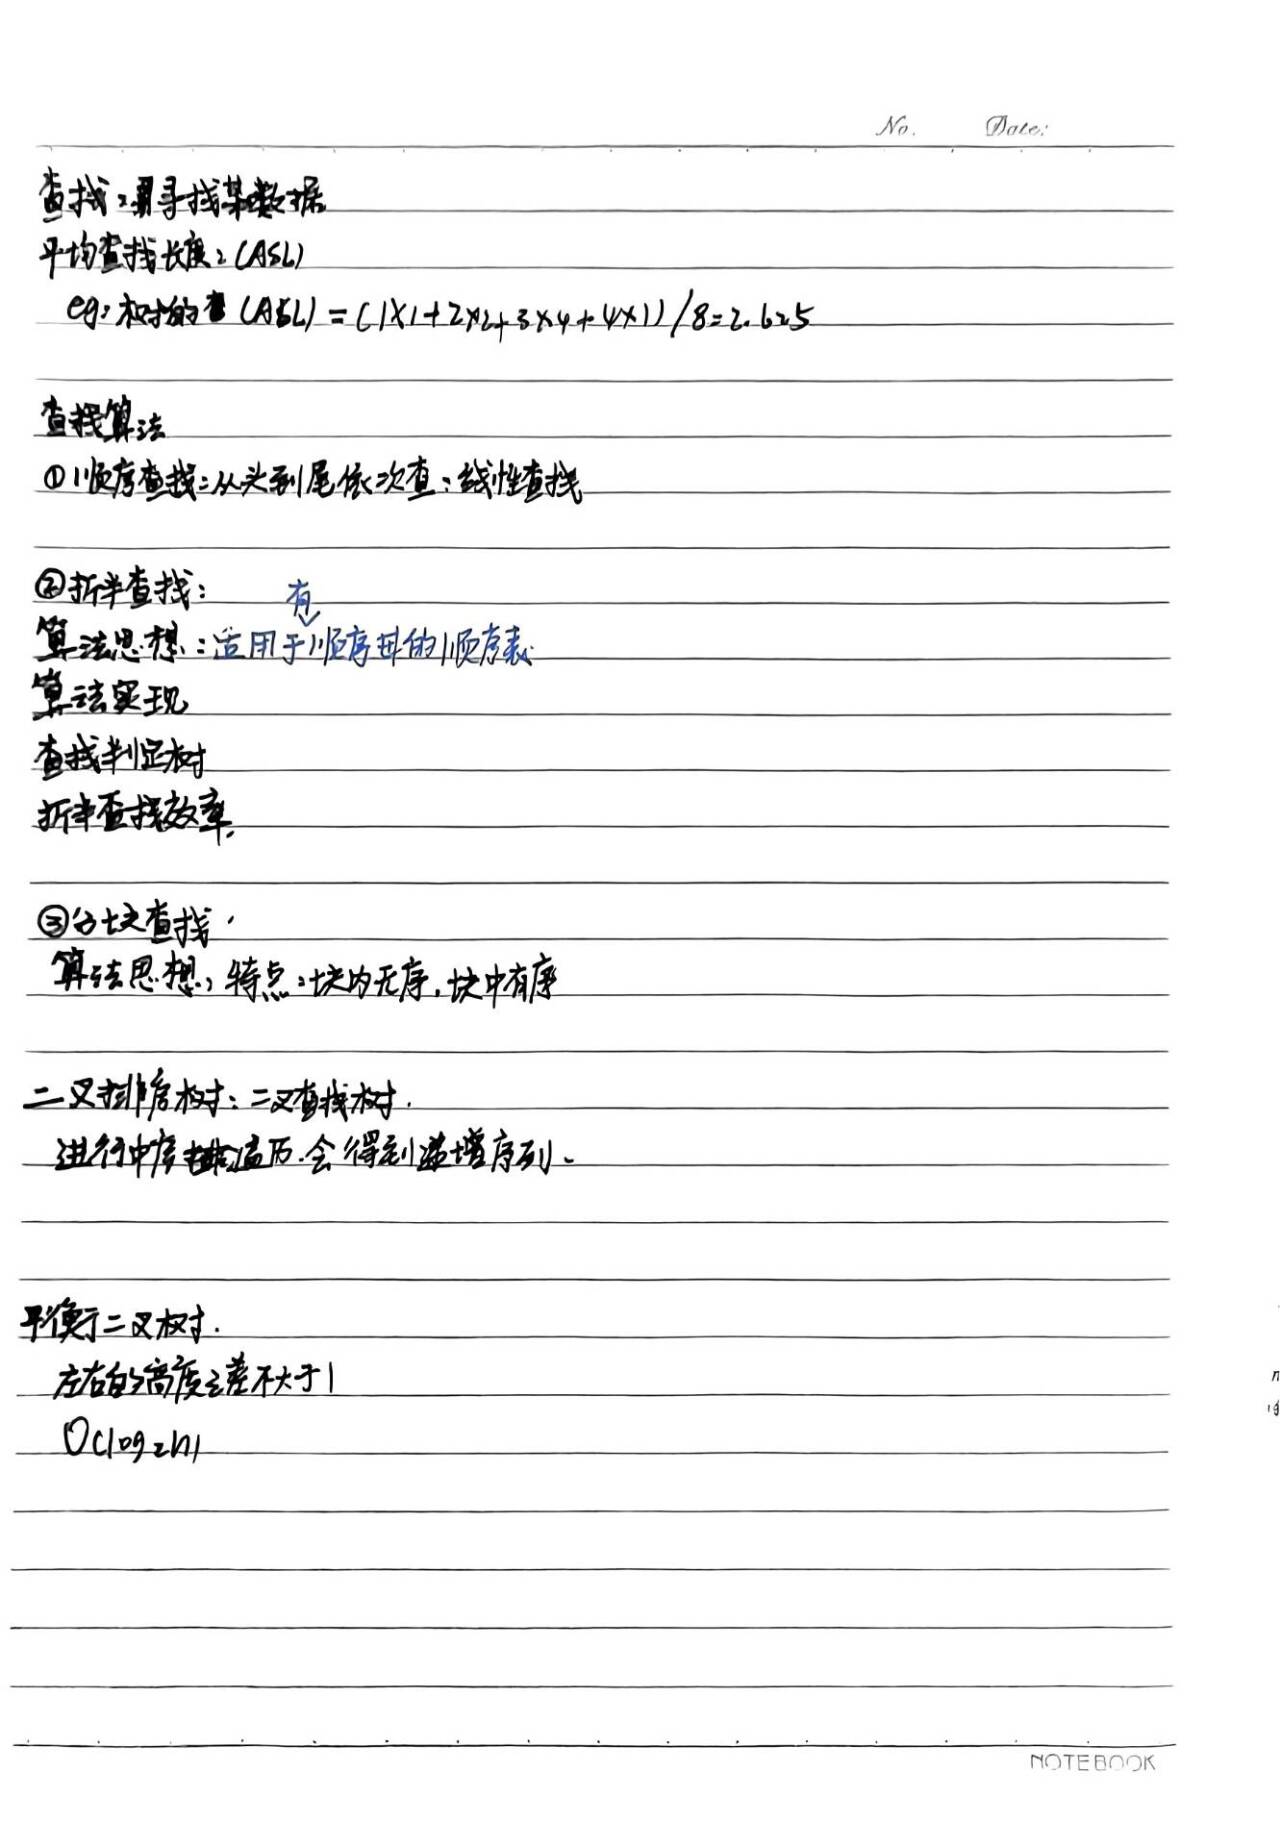 No. Date:
查找：寻找某数据
平均查找长度：(ASL)
eg：树的查(ASL)=(1×1+2×2+3×4+4×1)/8=2.625
查找算法
①顺序查找：从头到尾依次查：线性查找
②折半查找：
有
算法思想：适用于顺序的顺序表
算法实现
查找判定树
折半查找效率.
③分块查找.
算法思想，特点：块内无序，块中有序
二叉排序树：二叉查找树.
进行中序遍历.会得到递增序列.
平衡二叉树.
左右的高度之差不大于1
O(log2n)
NOTEBOOK